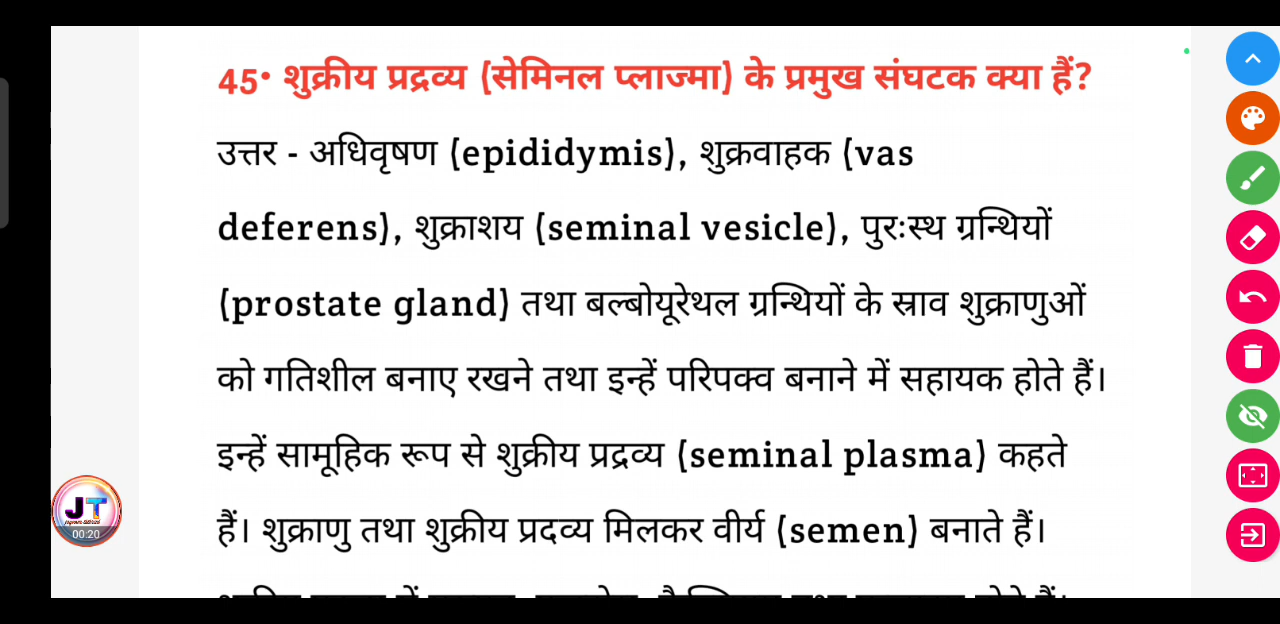 45• शुक्रीय प्रद्रव्य (सेमिनल प्लाज्मा) के प्रमुख संघटक क्या हैं?
उत्तर - अधिवृषण (epididymis), शुक्रवाहक (vas
deferens), शुक्राशय (seminal vesicle), पुरःस्थ ग्रन्थियों
(prostate gland) तथा बल्बोयूरेथल ग्रन्थियों के स्राव शुक्राणुओं
को गतिशील बनाए रखने तथा इन्हें परिपक्व बनाने में सहायक होते हैं।
इन्हें सामूहिक रूप से शुक्रीय प्रद्रव्य (seminal plasma) कहते
हैं। शुक्राणु तथा शुक्रीय प्रदव्य मिलकर वीर्य (semen) बनाते हैं।
JT
00:20